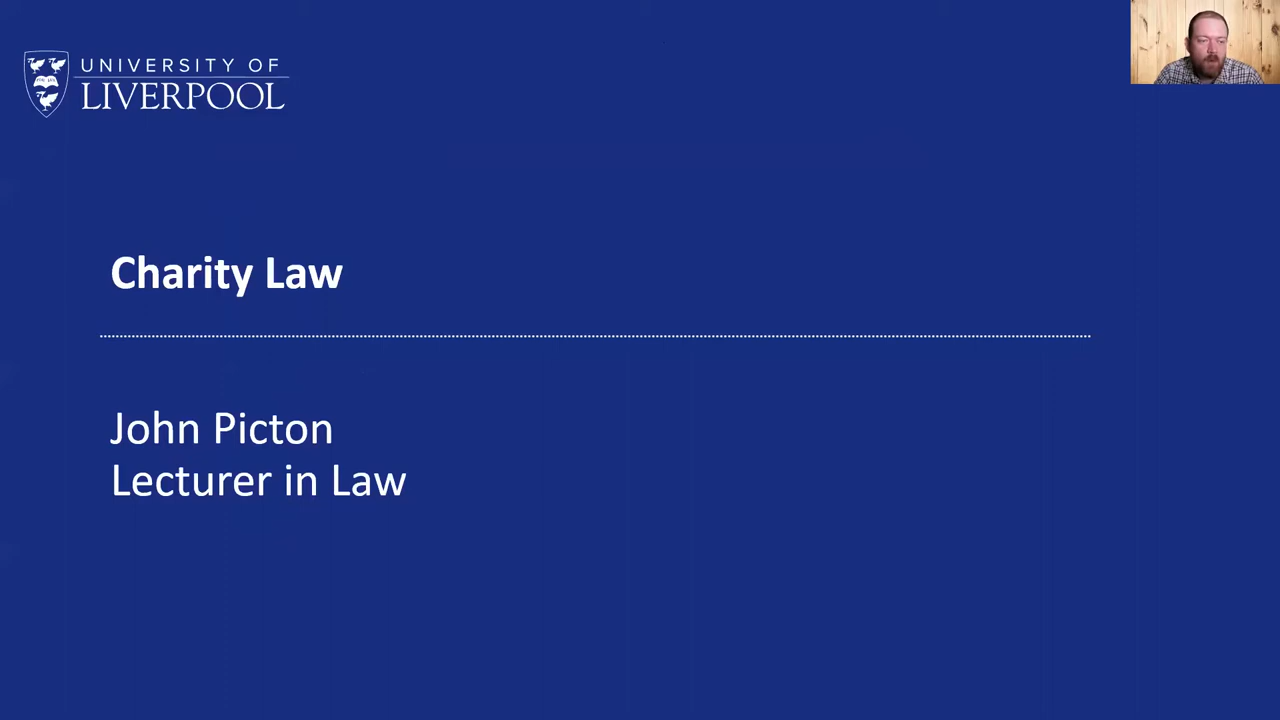 UNIVERSITY OF
LIVERPOOL
Charity Law
John Picton
Lecturer in Law